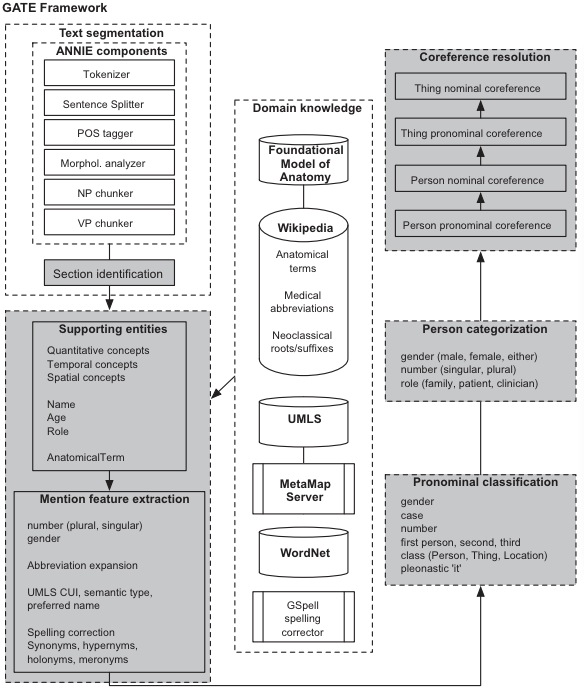 GATE Framework
Text segmentation
ANNIE components
Tokenizer
Sentence Splitter
POS tagger
Morphol. analyzer
NP chunker
VP chunker
Section identification
Supporting entities
Quantitative concepts
Temporal concepts
Spatial concepts
Name
Age
Role
AnatomicalTerm
Mention feature extraction
number (plural, singular)
gender
Abbreviation expansion
UMLS CUI, semantic type,
preferred name
Spelling correction
Synonyms, hypernyms,
holonyms, meronyms
Domain knowledge
Foundational
Model of
Anatomy
Wikipedia
Anatomical
terms
Medical
abbreviations
Neoclassical
roots/suffixes
UMLS
MetaMap
Server
WordNet
GSpell
spelling
corrector
Coreference resolution
Thing nominal coreference
Thing pronominal coreference
Person nominal coreference
Person pronominal coreference
Person categorization
gender (male, female, either)
number (singular, plural)
role (family, patient, clinician)
Pronominal classification
gender
case
number
first person, second, third
class (Person, Thing, Location)
pleonastic 'it'